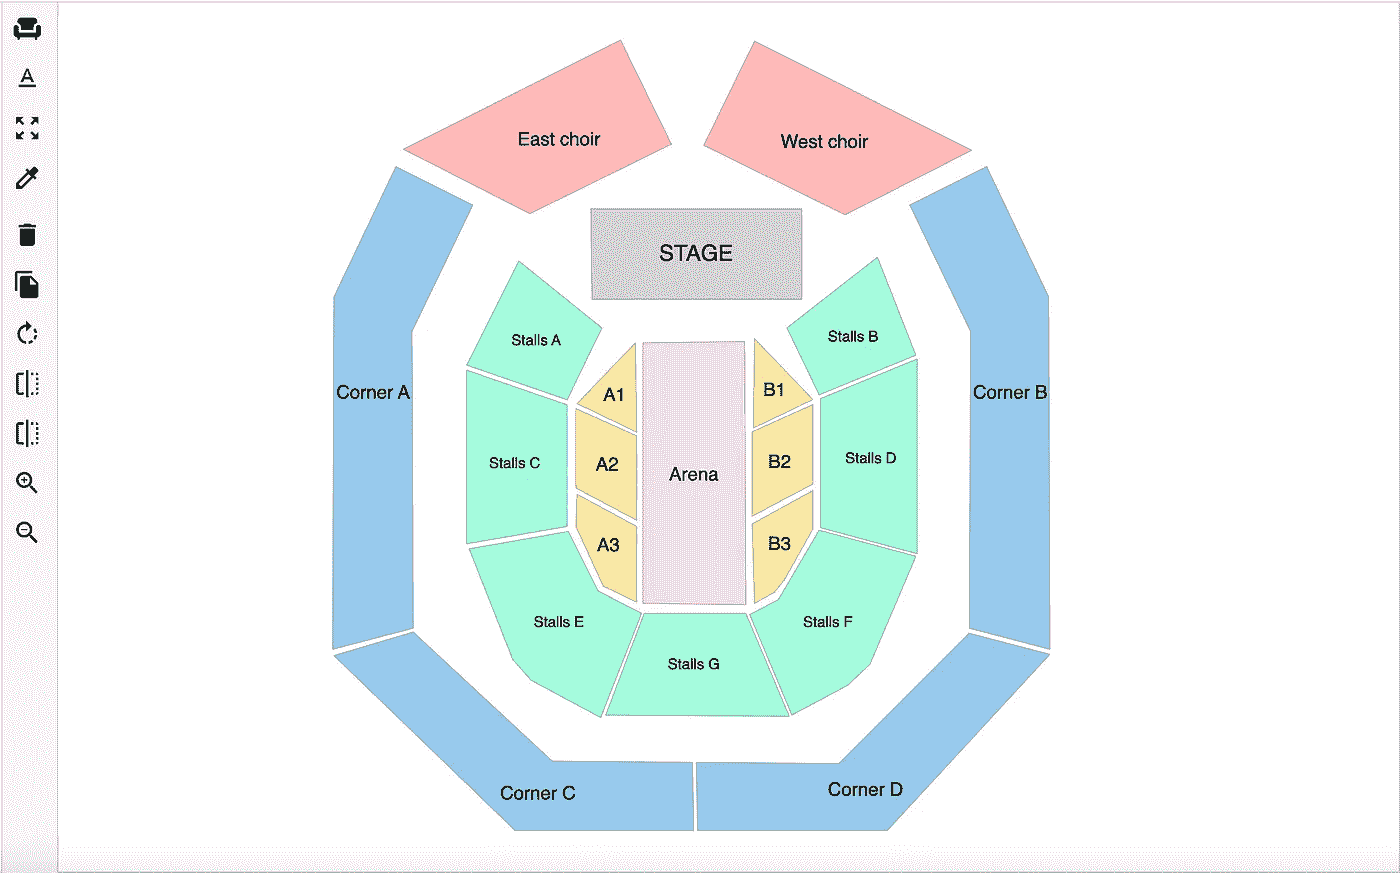 A
East choir
West choir
STAGE
Stalls A
Stalls B
Corner A
A1
B1
Corner B
Stalls C
A2
Arena
B2
Stalls D
A3
B3
Stalls E
Stalls F
Stalls G
Corner C
Corner D